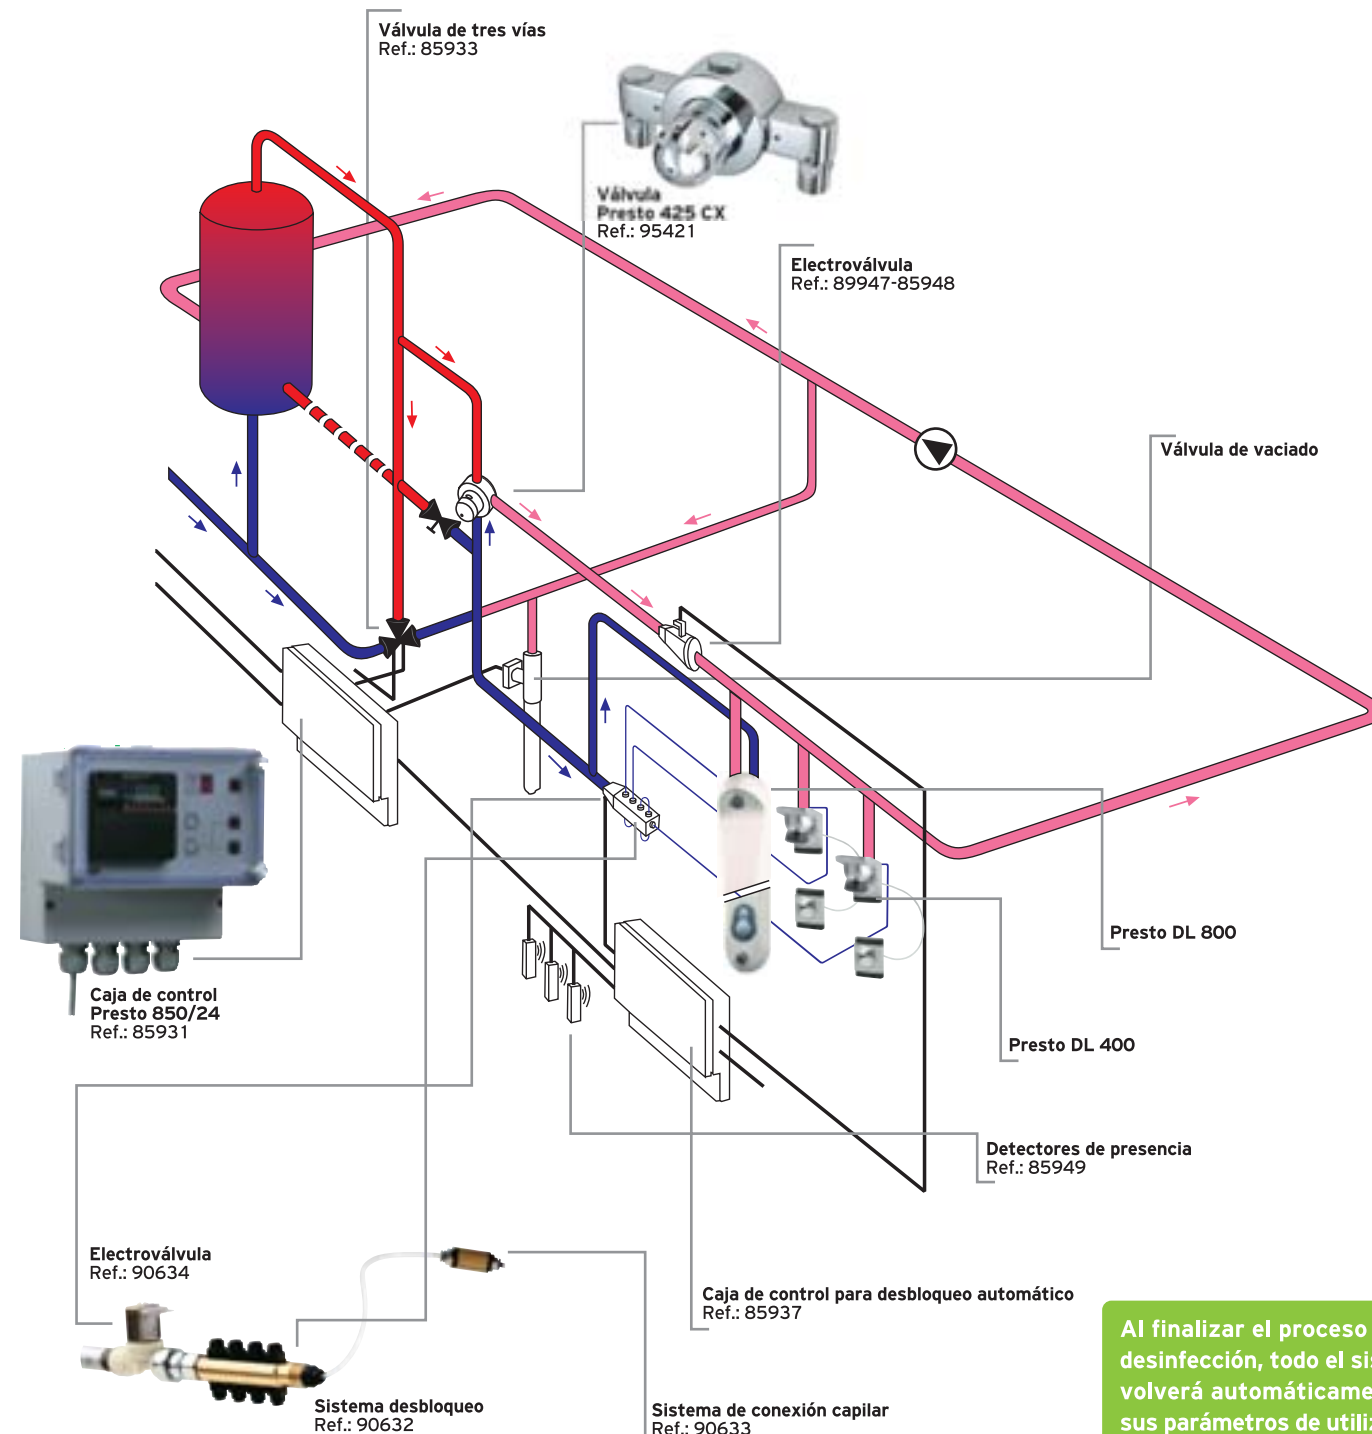 Válvula de tres vías
Ref.: 85933
Válvula
Presto 425 CX
Ref.: 95421
Electroválvula
Ref.: 89947-85948
Válvula de vaciado
Presto DL 800
Presto DL 400
Caja de control
Presto 850/24
Ref.: 85931
Detectores de presencia
Ref.: 85949
Electroválvula
Ref.: 90634
Caja de control para desbloqueo automático
Ref.: 85937
Sistema desbloqueo
Ref.: 90632
Sistema de conexión capilar
Ref.: 90633
Al finalizar el proceso
desinfección, todo el sis
volverá automáticame
sus parámetros de utiliz